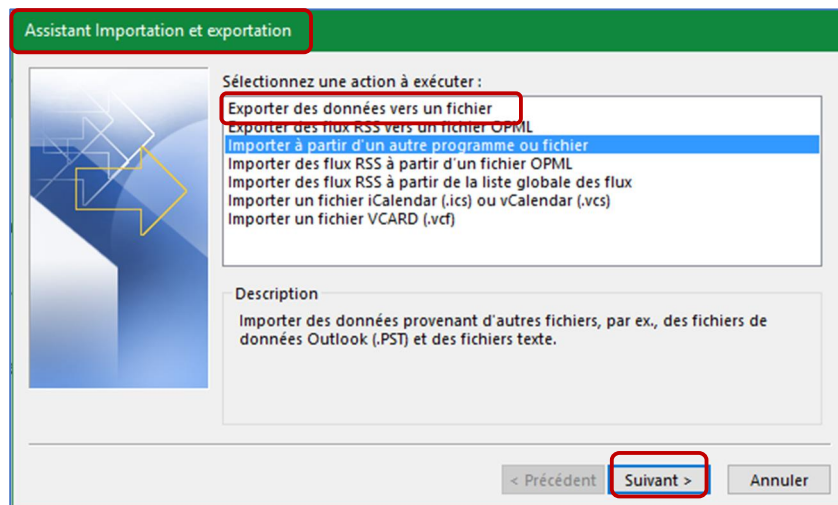 Assistant Importation et exportation
Sélectionnez une action à exécuter :
Exporter des données vers un fichier
Exporter des flux RSS vers un fichier OPML
Importer à partir d'un autre programme ou fichier
Importer des flux RSS à partir d'un fichier OPML
Importer des flux RSS à partir de la liste globale des flux
Importer un fichier iCalendar (.ics) ou vCalendar (.vcs)
Importer un fichier VCARD (.vcf)
Description
Importer des données provenant d'autres fichiers, par ex., des fichiers de
données Outlook (.PST) et des fichiers texte.
< Précédent Suivant > Annuler